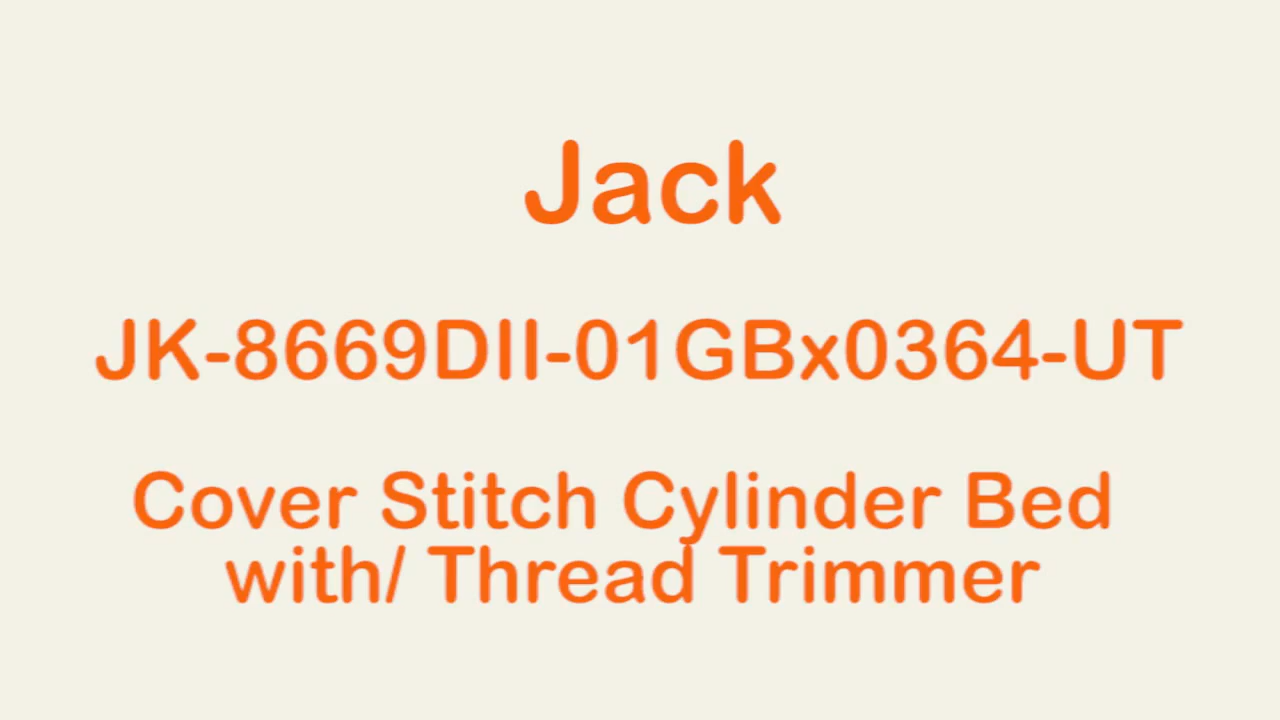 Jack
JK-8669DII-01GBx0364-UT
Cover Stitch Cylinder Bed
with/ Thread Trimmer